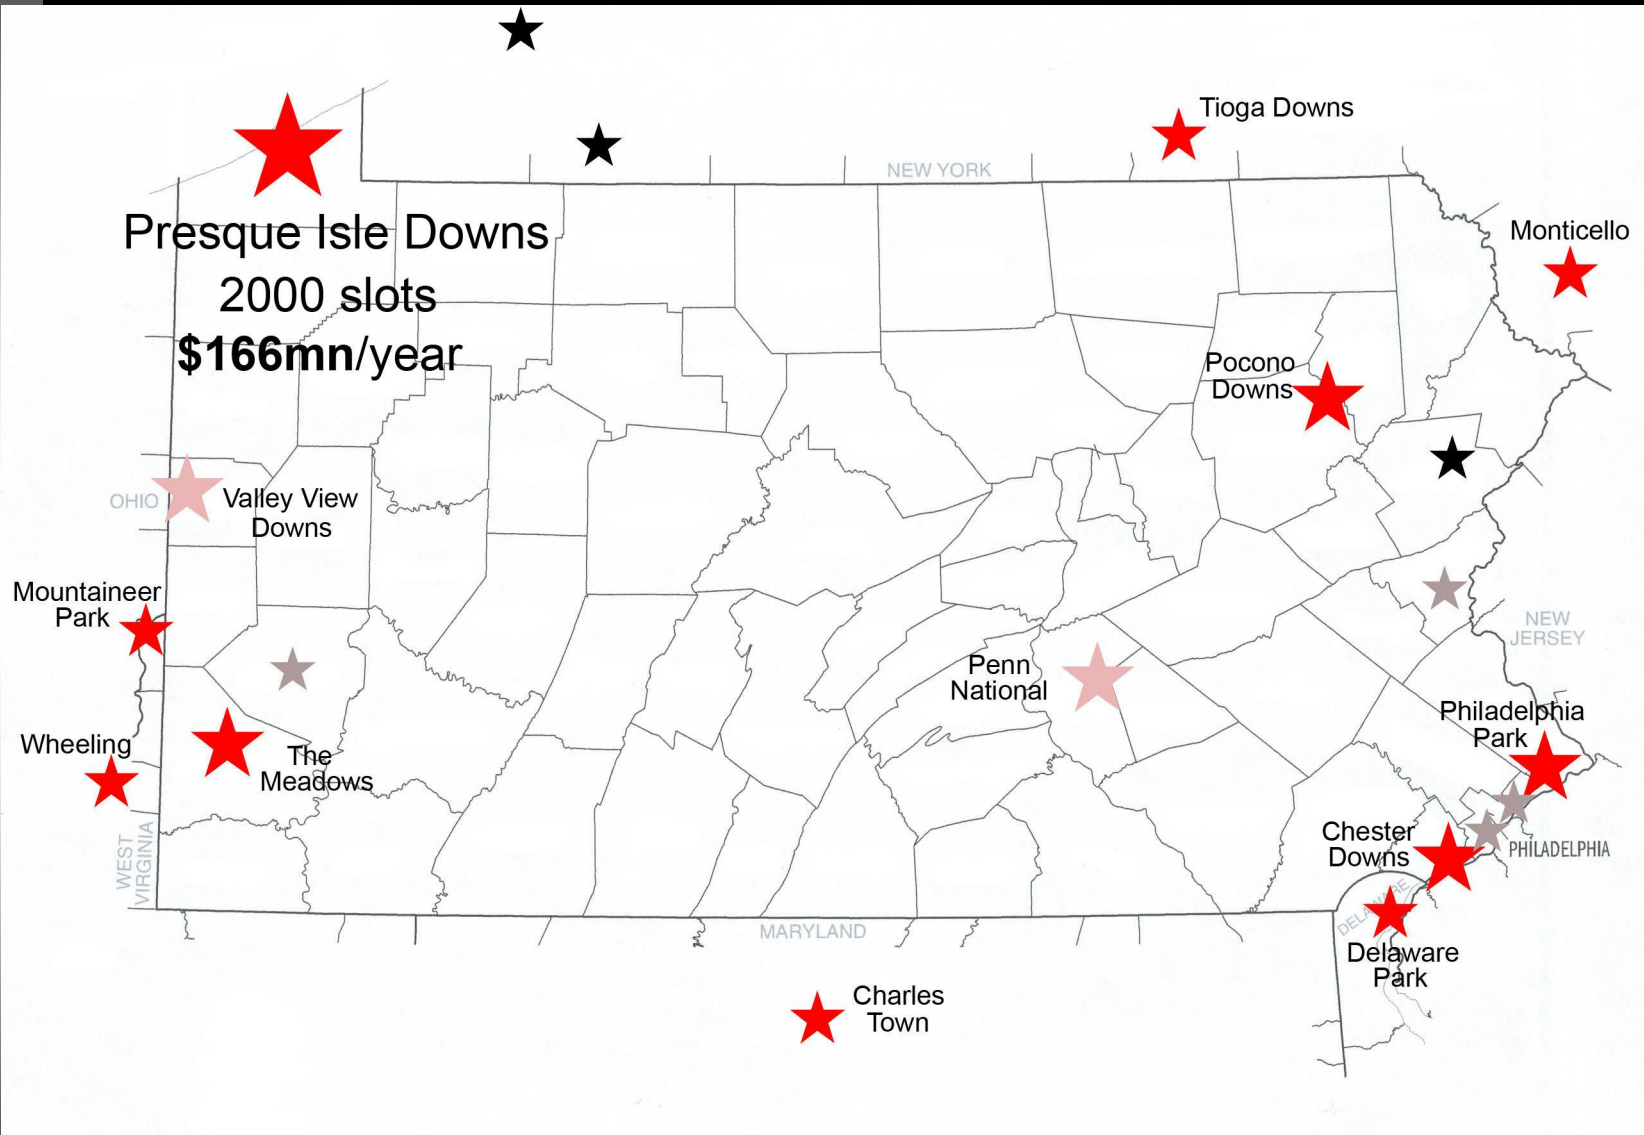 Tioga Downs
NEW YORK
Presque Isle Downs
2000 slots
$166mn/year
Monticello
Pocono
Downs
OHIO
Valley View
Downs
Mountaineer
Park
NEW
JERSEY
Penn
National
Philadelphia
Park
Wheeling
The
Meadows
WEST
VIRGINIA
Chester
Downs
PHILADELPHIA
DELAWARE
MARYLAND
Delaware
Park
Charles
Town